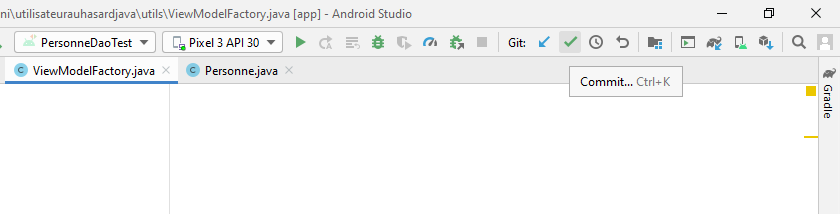 ni\utilisateurauhasardjava\utils\ViewModelFactory.java [app] - Android Studio
PersonneDaoTest Pixel 3 API 30 Git:
C ViewModelFactory.java C Personne.java
Commit... Ctrl+K
Gradle